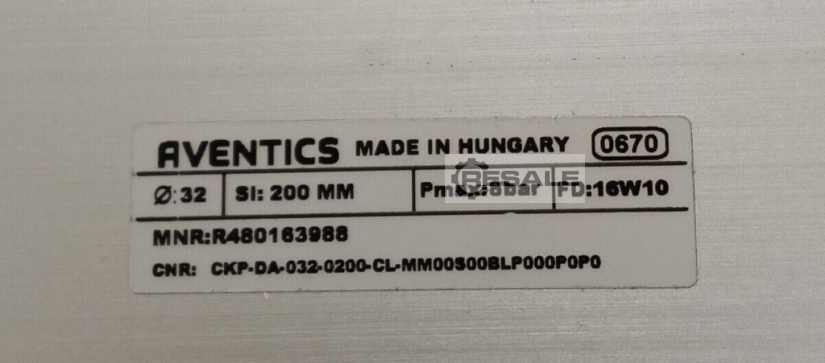 AVENTICS MADE IN HUNGARY 0670
Ø:32 SI: 200 MM Pmax:8bar FD:16W10
RESALE
MNR:R480163988
CNR: CKP-DA-032-0200-CL-MM00S00BLP000P0P0